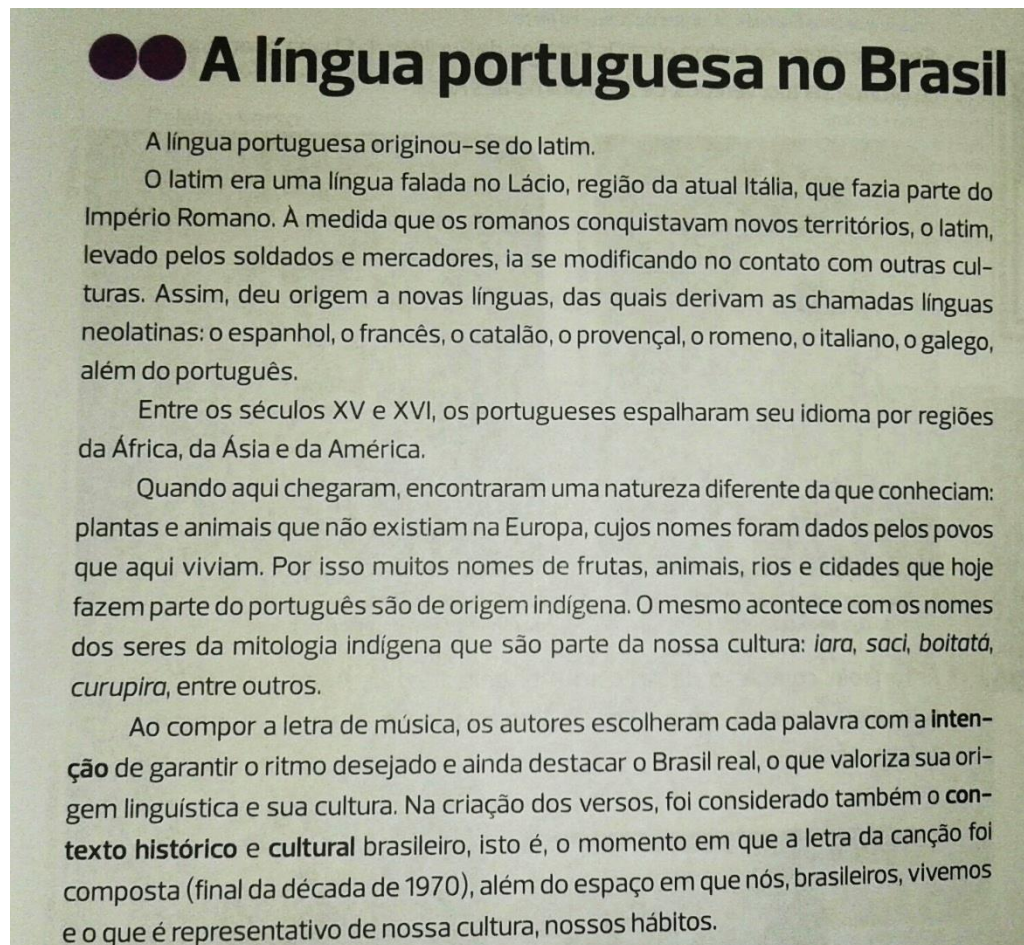 A língua portuguesa no Brasil
A língua portuguesa originou-se do latim.
O latim era uma língua falada no Lácio, região da atual Itália, que fazia parte do
Império Romano. À medida que os romanos conquistavam novos territórios, o latim,
levado pelos soldados e mercadores, ia se modificando no contato com outras cul-
turas. Assim, deu origem a novas línguas, das quais derivam as chamadas línguas
neolatinas: o espanhol, o francês, o catalão, o provençal, o romeno, o italiano, o galego,
além do português.
Entre os séculos XV e XVI, os portugueses espalharam seu idioma por regiões
da África, da Ásia e da América.
Quando aqui chegaram, encontraram uma natureza diferente da que conheciam:
plantas e animais que não existiam na Europa, cujos nomes foram dados pelos povos
que aqui viviam. Por isso muitos nomes de frutas, animais, rios e cidades que hoje
fazem parte do português são de origem indígena. O mesmo acontece com os nomes
dos seres da mitologia indígena que são parte da nossa cultura: iara, saci, boitatá,
curupira, entre outros.
Ao compor a letra de música, os autores escolheram cada palavra com a inten-
ção de garantir o ritmo desejado e ainda destacar o Brasil real, o que valoriza sua ori-
gem linguística e sua cultura. Na criação dos versos, foi considerado também o con-
texto histórico e cultural brasileiro, isto é, o momento em que a letra da canção foi
composta (final da década de 1970), além do espaço em que nós, brasileiros, vivemos
e o que é representativo de nossa cultura, nossos hábitos.